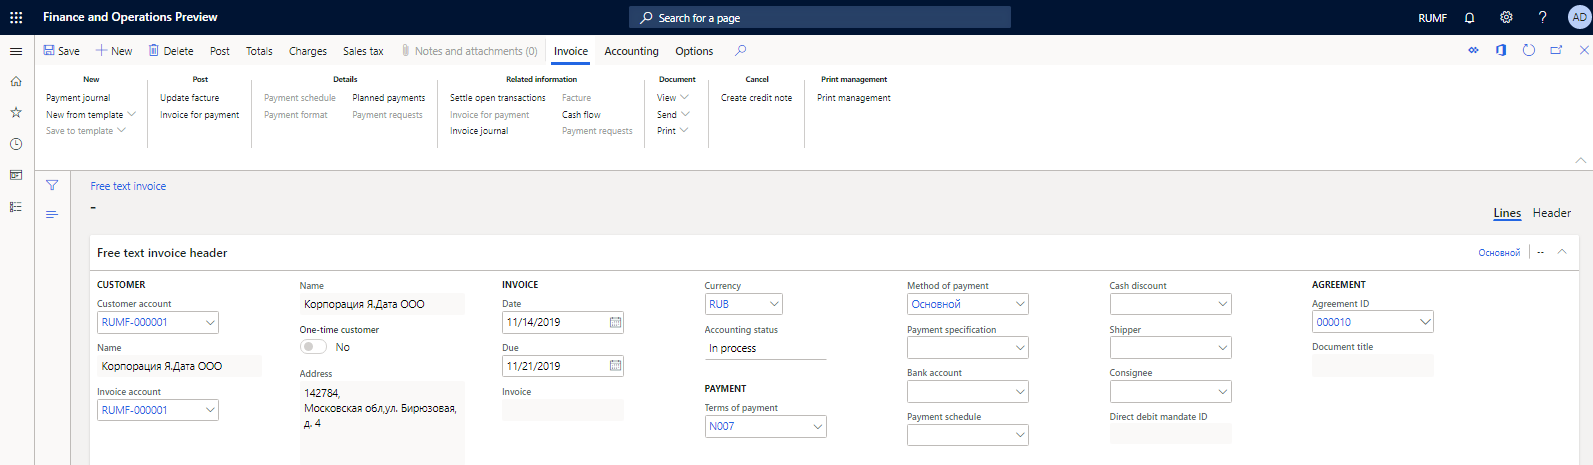 Finance and Operations Preview
Search for a page
RUMF
?
AD
Save
New
Delete
Post
Totals
Charges
Sales tax
Notes and attachments (0)
Invoice
Accounting
Options
New
Payment journal
New from template
Save to template
Post
Update facture
Invoice for payment
Details
Payment schedule
Planned payments
Payment format
Payment requests
Related information
Settle open transactions
Facture
Invoice for payment
Cash flow
Invoice journal
Payment requests
Document
View
Send
Print
Cancel
Create credit note
Print management
Print management
Free text invoice
-
Lines
Header
Free text invoice header
Основной
--
CUSTOMER
Customer account
RUMF-000001
Name
Корпорация Я.Дата ООО
Invoice account
RUMF-000001
Name
Корпорация Я.Дата ООО
One-time customer
No
Address
142784,
Московская обл,ул. Бирюзовая,
д. 4
INVOICE
Date
11/14/2019
Due
11/21/2019
Invoice
Currency
RUB
Accounting status
In process
PAYMENT
Terms of payment
N007
Method of payment
Основной
Payment specification
Bank account
Payment schedule
Cash discount
Shipper
Consignee
Direct debit mandate ID
AGREEMENT
Agreement ID
000010
Document title